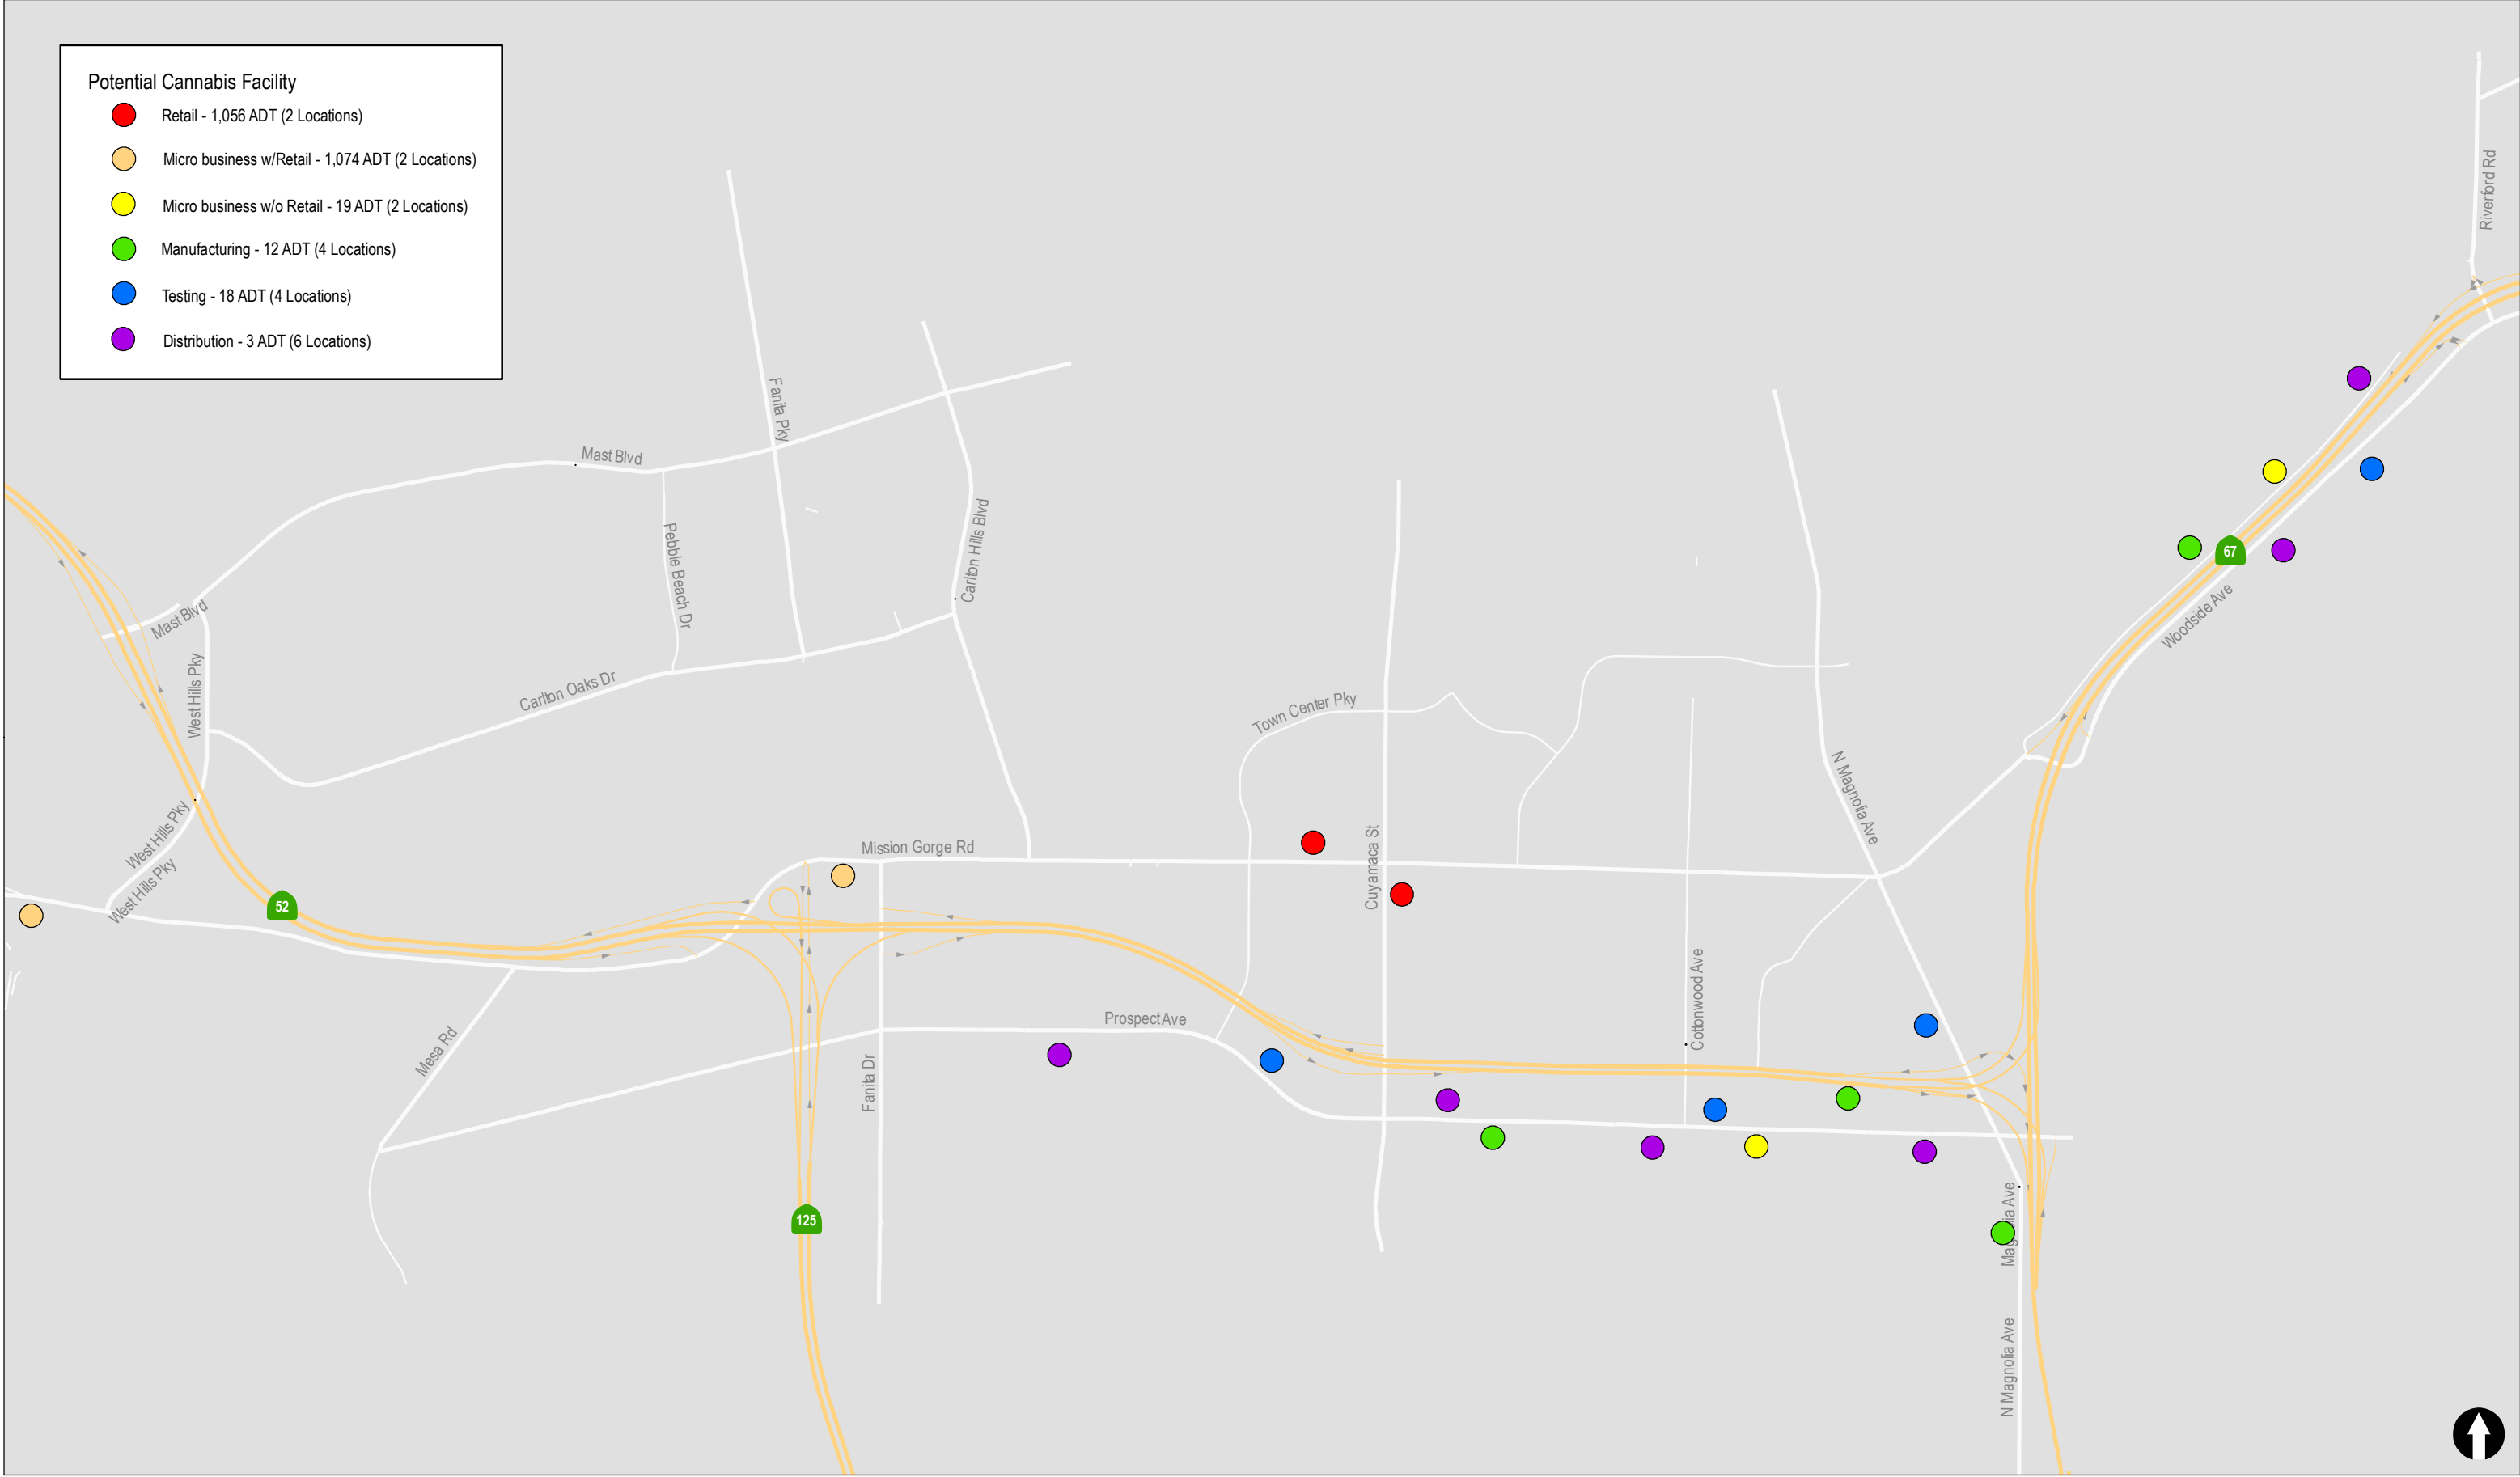 Potential Cannabis Facility
Retail - 1,056 ADT (2 Locations)
Micro business w/Retail - 1,074 ADT (2 Locations)
Micro business w/o Retail - 19 ADT (2 Locations)
Manufacturing - 12 ADT (4 Locations)
Testing - 18 ADT (4 Locations)
Distribution - 3 ADT (6 Locations)
Riverford Rd
Fanita Pky
Mast Blvd
Carlton Hills Blvd
Pebble Beach Dr
67
Woodside Ave
Mast Blvd
West Hills Pky
Carlton Oaks Dr
Town Center Pky
N Magnolia Ave
West Hills Pky
West Hills Pky
Mission Gorge Rd
Cuyamaca St
52
Cottonwood Ave
Prospect Ave
Mesa Rd
Fanita Dr
125
Magnolia Ave
N Magnolia Ave